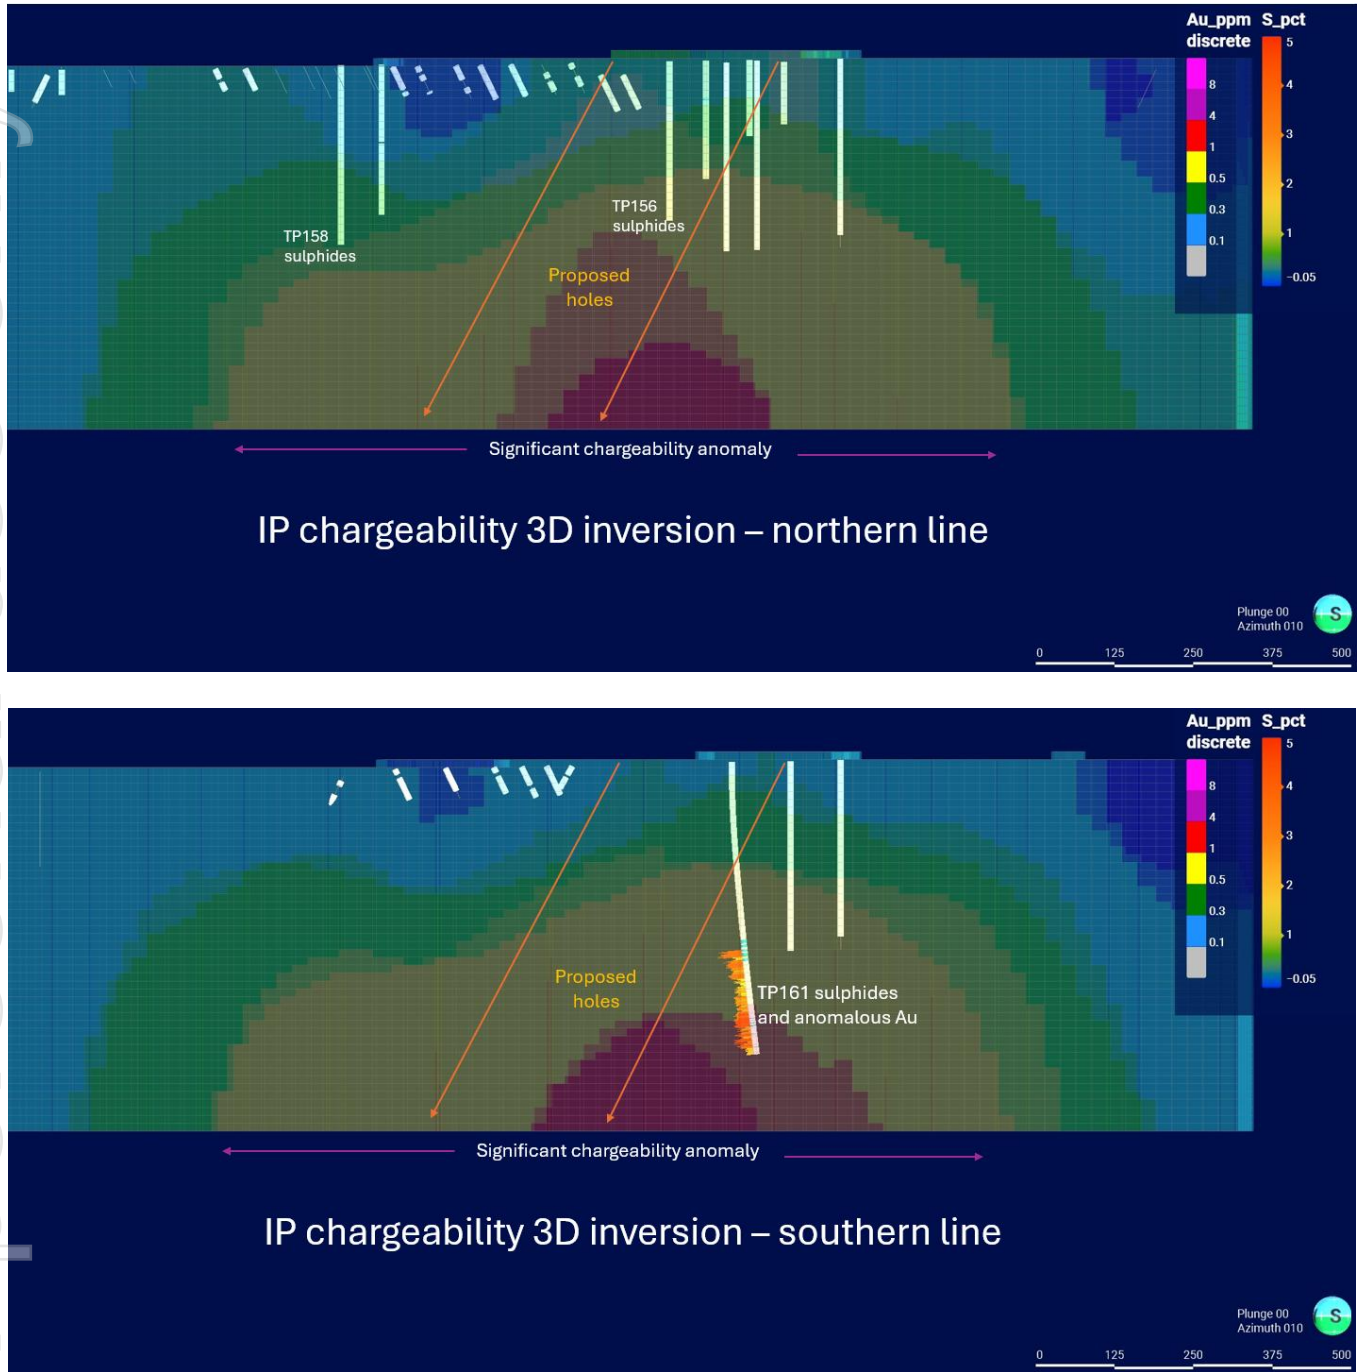 Au_ppm S_pct
discrete
8
4
1
0.5
0.3
0.1
5
4
3
2
1
-0.05
TP158
sulphides
TP156
sulphides
Proposed
holes
Significant chargeability anomaly
IP chargeability 3D inversion – northern line
Plunge 00
Azimuth 010
S
0 125 250 375 500
Au_ppm S_pct
discrete
8
4
1
0.5
0.3
0.1
5
4
3
2
1
-0.05
Proposed
holes
TP161 sulphides
and anomalous Au
Significant chargeability anomaly
IP chargeability 3D inversion – southern line
Plunge 00
Azimuth 010
S
0 125 250 375 500